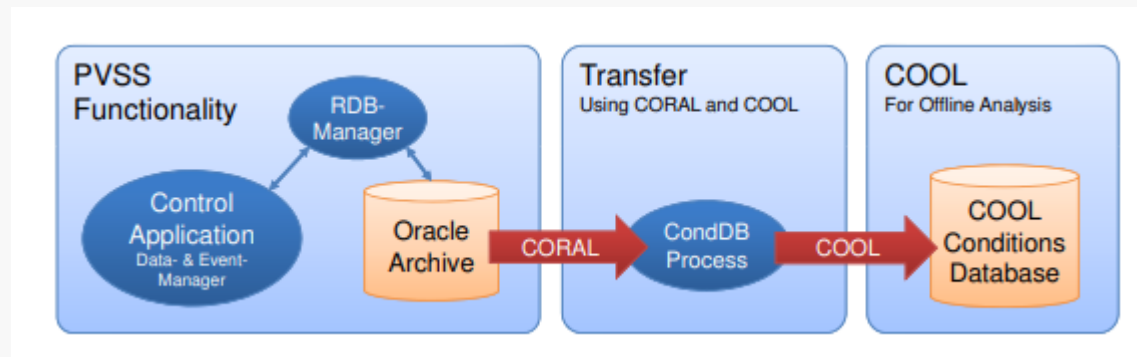 PVSS
Functionality
RDB-
Manager
Control
Application
Data- & Event-
Manager
Oracle
Archive
CORAL
Transfer
Using CORAL and COOL
CondDB
Process
COOL
COOL
For Offline Analysis
COOL
Conditions
Database